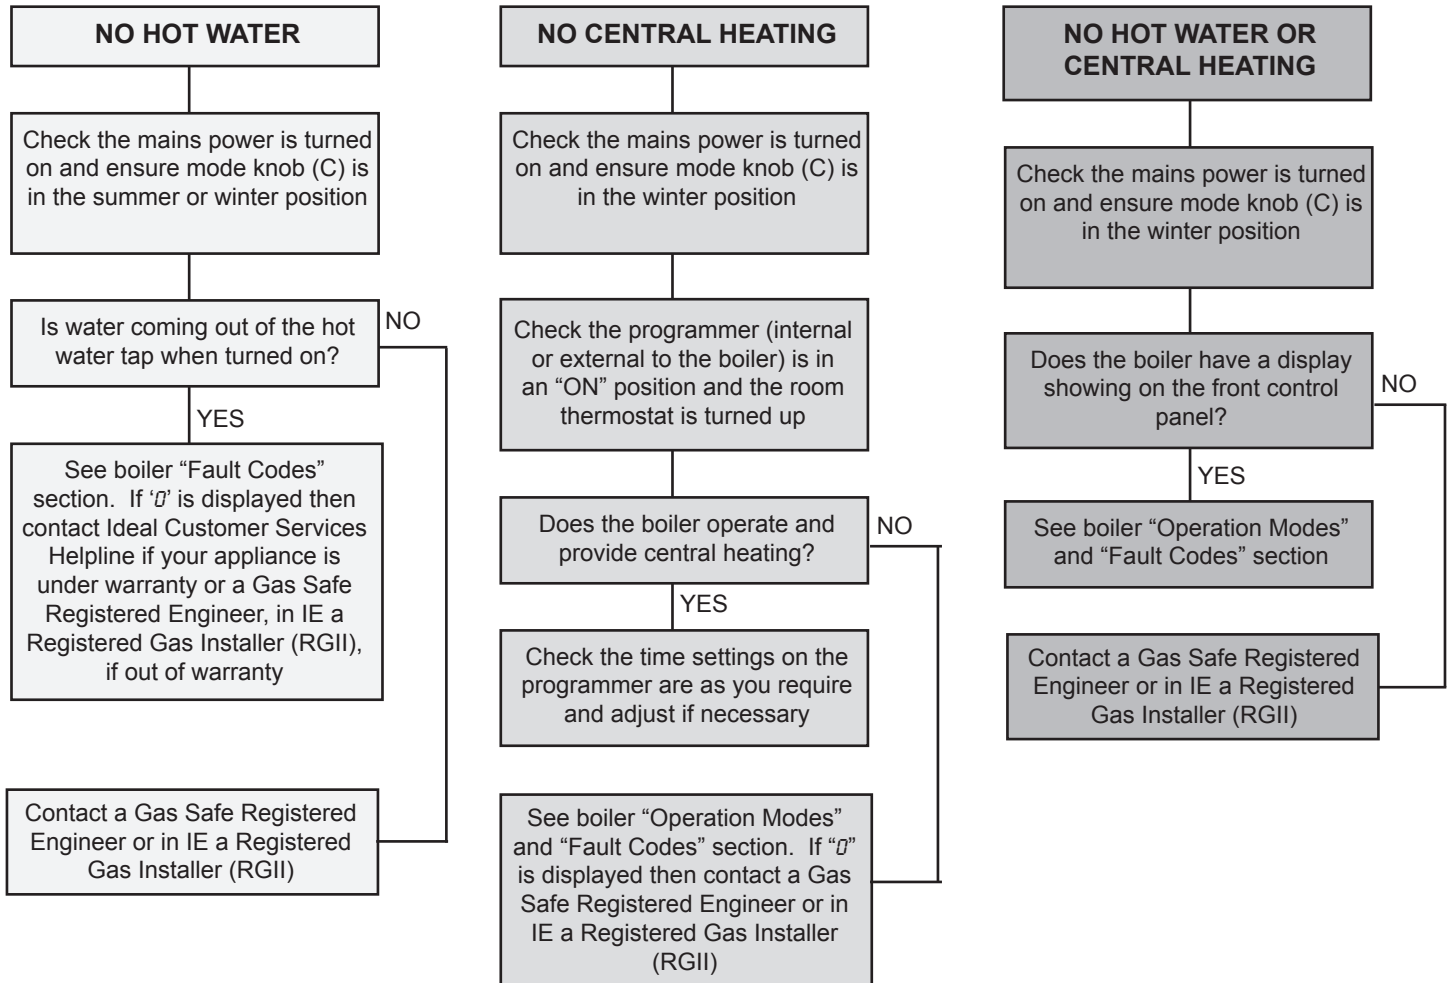 NO HOT WATER
Check the mains power is turned
on and ensure mode knob (C) is
in the summer or winter position
Is water coming out of the hot
water tap when turned on?
NO
YES
See boiler “Fault Codes”
section.  If ‘0’ is displayed then
contact Ideal Customer Services
Helpline if your appliance is
under warranty or a Gas Safe
Registered Engineer, in IE a
Registered Gas Installer (RGII),
if out of warranty
Contact a Gas Safe Registered
Engineer or in IE a Registered
Gas Installer (RGII)
NO CENTRAL HEATING
Check the mains power is turned
on and ensure mode knob (C) is
in the winter position
Check the programmer (internal
or external to the boiler) is in
an “ON” position and the room
thermostat is turned up
Does the boiler operate and
provide central heating?
NO
YES
Check the time settings on the
programmer are as you require
and adjust if necessary
See boiler “Operation Modes”
and “Fault Codes” section.  If “0”
is displayed then contact a Gas
Safe Registered Engineer or in
IE a Registered Gas Installer
(RGII)
NO HOT WATER OR
CENTRAL HEATING
Check the mains power is turned
on and ensure mode knob (C) is
in the winter position
Does the boiler have a display
showing on the front control
panel?
NO
YES
See boiler “Operation Modes”
and “Fault Codes” section
Contact a Gas Safe Registered
Engineer or in IE a Registered
Gas Installer (RGII)